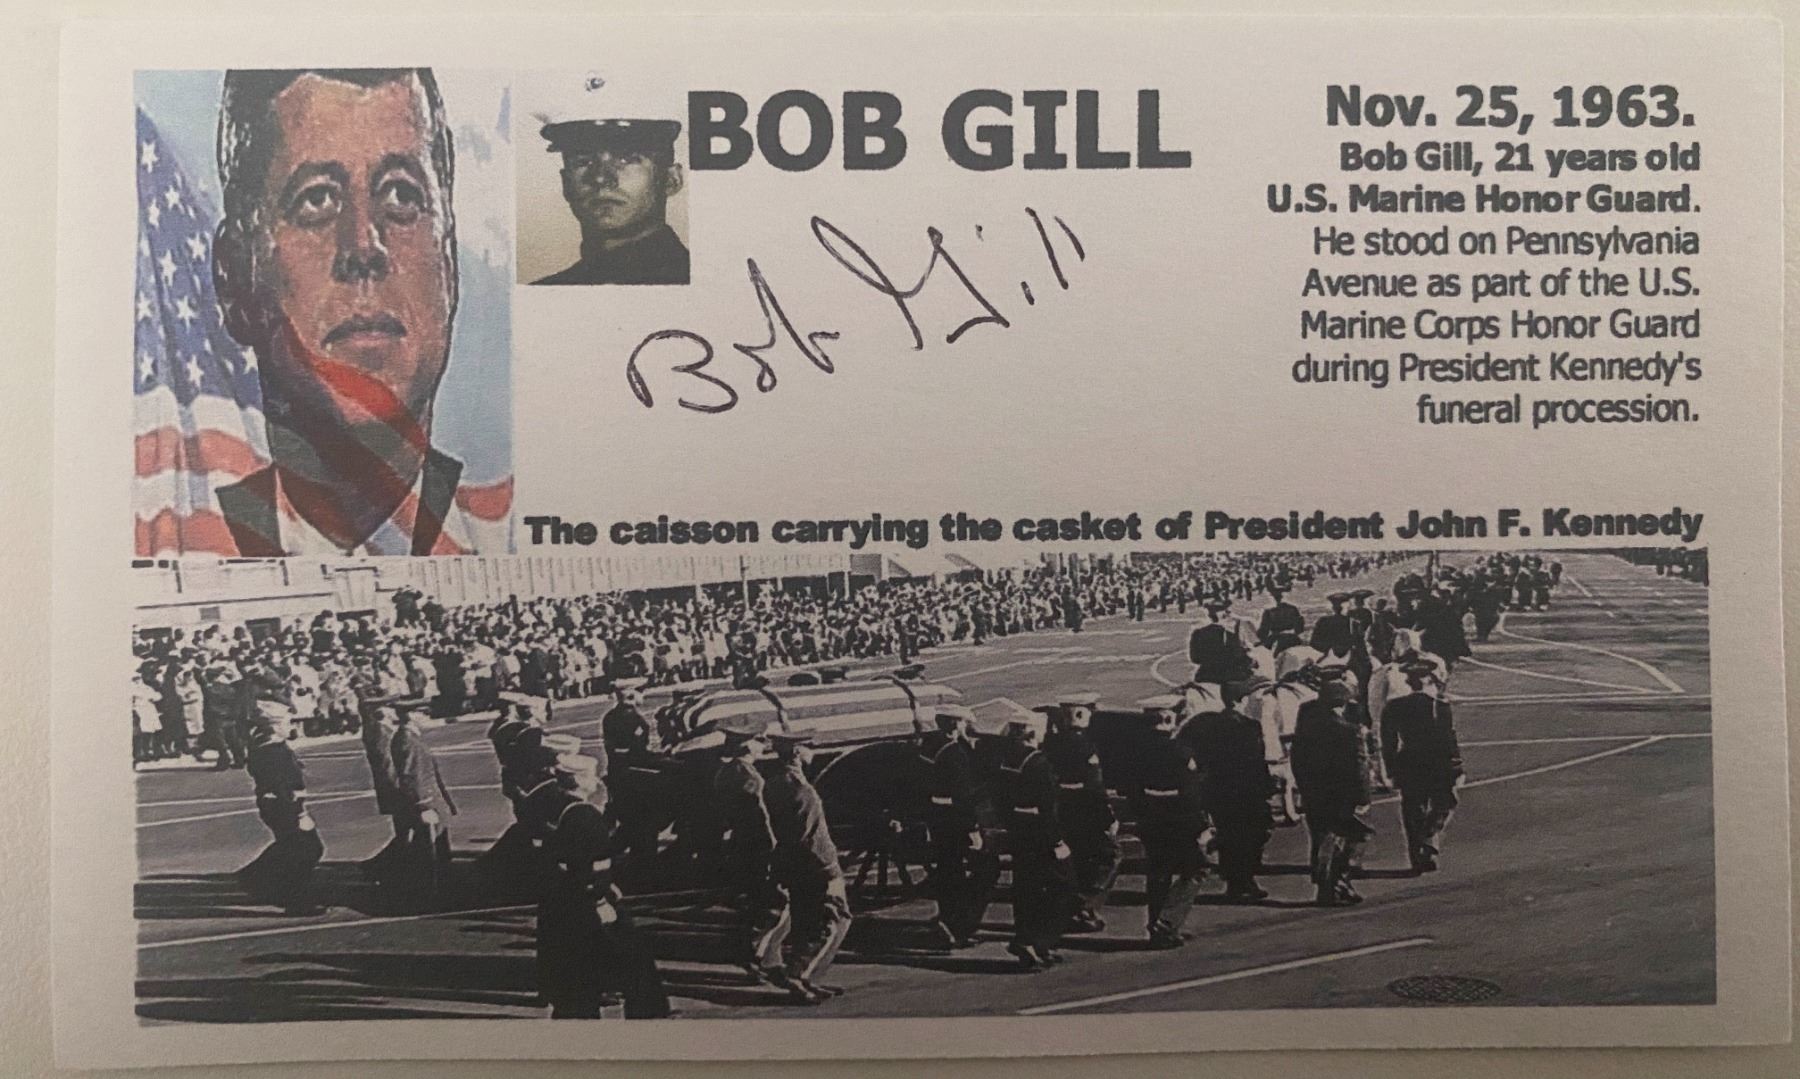 BOB GILL
Bob Gill
Nov. 25, 1963.
Bob Gill, 21 years old
U.S. Marine Honor Guard.
He stood on Pennsylvania
Avenue as part of the U.S.
Marine Corps Honor Guard
during President Kennedy's
funeral procession.
The caisson carrying the casket of President John F. Kennedy